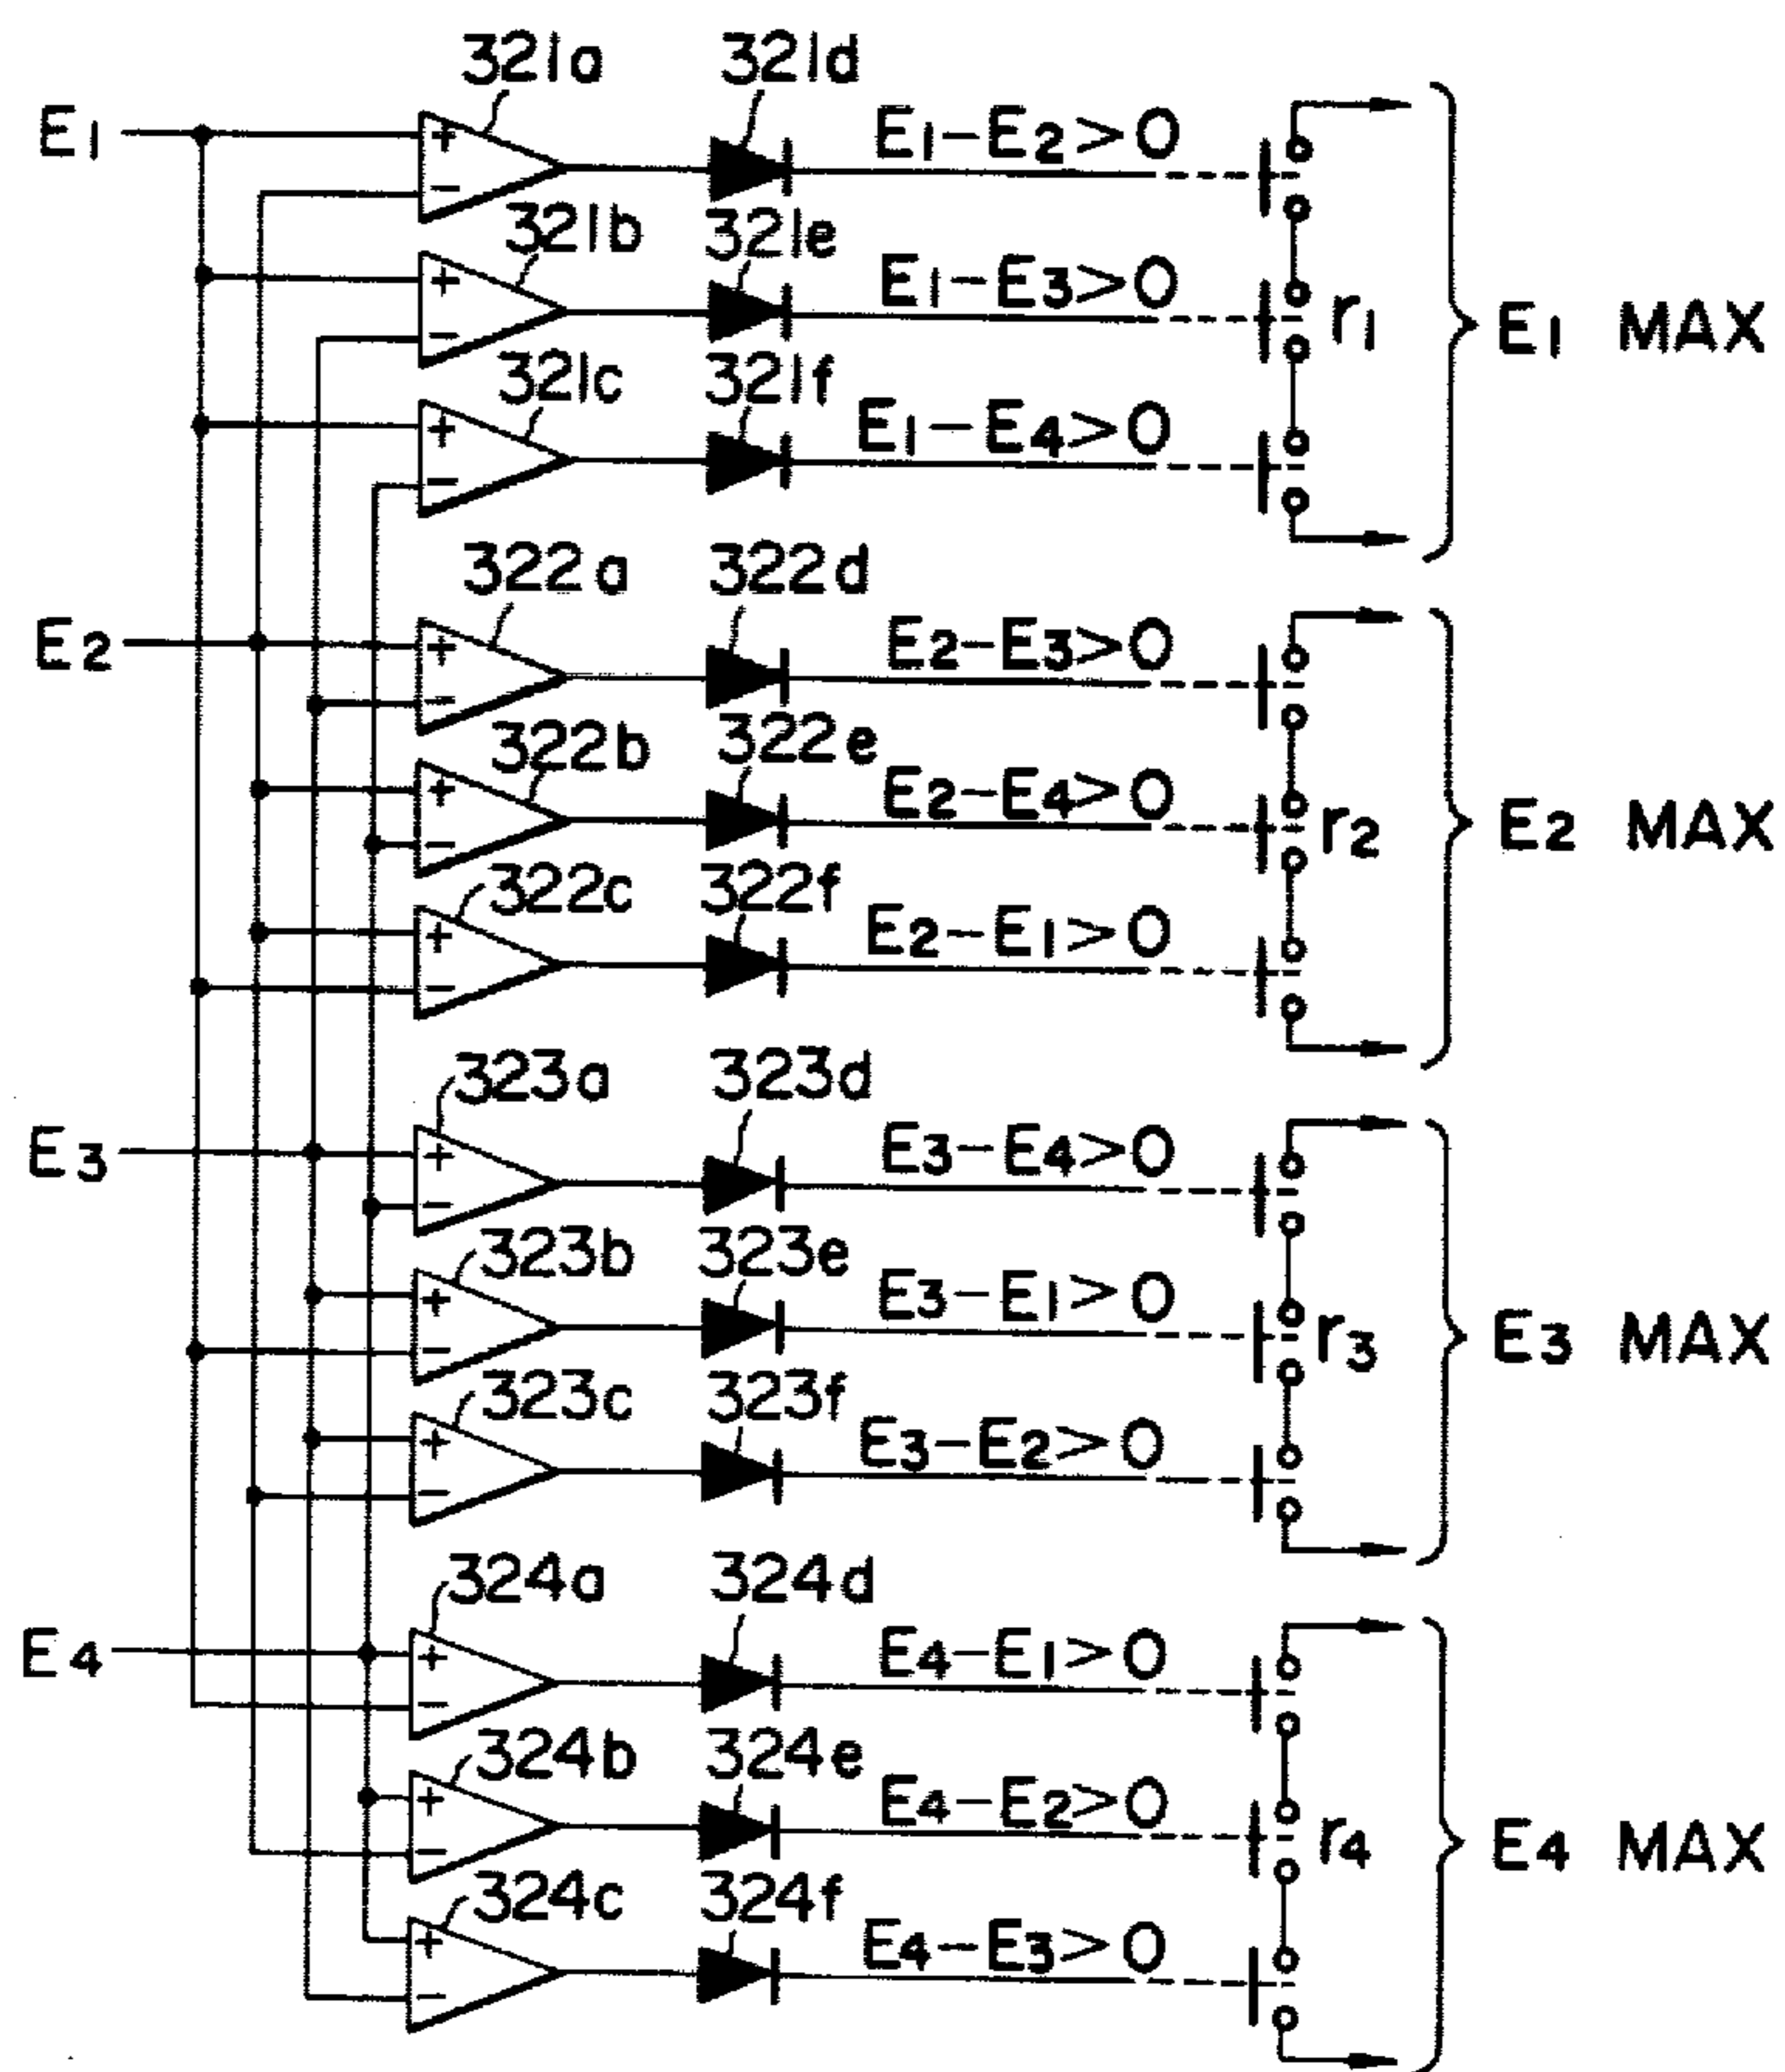 321a 321d
E1 + − E1−E2>0
321b 321e
+ − E1−E3>0 r1 E1 MAX
321c 321f
+ − E1−E4>0
322a 322d
E2 + − E2−E3>0
322b 322e
+ − E2−E4>0 r2 E2 MAX
322c 322f
+ − E2−E1>0
323a 323d
E3 + − E3−E4>0
323b 323e
+ − E3−E1>0 r3 E3 MAX
323c 323f
+ − E3−E2>0
324a 324d
E4 + − E4−E1>0
324b 324e
+ − E4−E2>0 r4 E4 MAX
324c 324f
+ − E4−E3>0